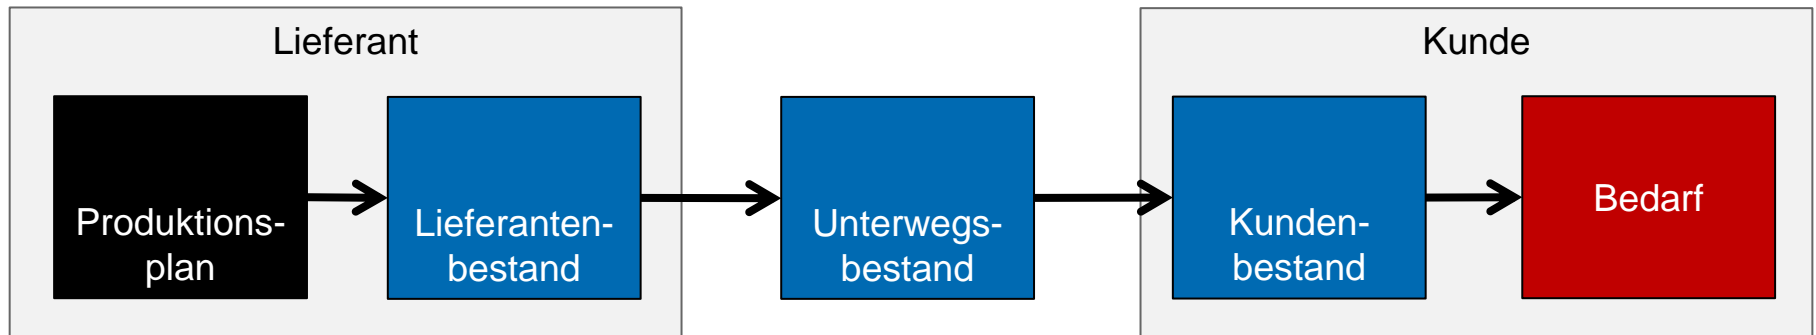 Lieferant
Kunde
Produktions-
plan
Lieferanten-
bestand
Unterwegs-
bestand
Kunden-
bestand
Bedarf